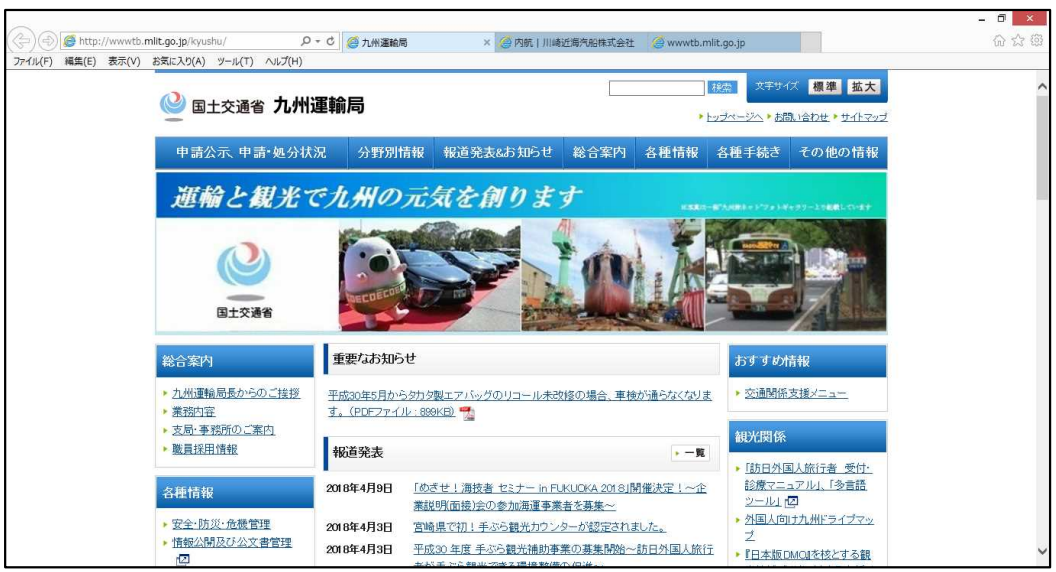 http://wwwtb.mlit.go.jp/kyushu/
九州運輸局
内航 | 川崎近海汽船株式会社
wwwtb.mlit.go.jp
ファイル(F) 編集(E) 表示(V) お気に入り(A) ツール(T) ヘルプ(H)
検索
文字サイズ 標準 拡大
国土交通省 九州運輸局
トップページへ お問い合わせ サイトマップ
申請公示、申請・処分状況 分野別情報 報道発表&お知らせ 総合案内 各種情報 各種手続き その他の情報
運輸と観光で九州の元気を創ります
国土交通省
総合案内
九州運輸局長からのご挨拶
業務内容
支局・事務所のご案内
職員採用情報
各種情報
安全・防災・危機管理
情報公開及び公文書管理
重要なお知らせ
平成30年5月からタカタ製エアバッグのリコール未改修の場合、車検が通らなくなりま
す。(PDFファイル:899KB)
報道発表
一覧
2018年4月9日 「めざせ!海技者 セミナー in FUKUOKA 2018」開催決定!～企
業説明(面接)会の参加海運事業者を募集～
2018年4月3日 宮崎県で初!手ぶら観光カウンターが認定されました。
2018年4月3日 平成30年度 手ぶら観光補助事業の募集開始～訪日外国人旅行
おすすめ情報
交通関係支援メニュー
観光関係
「訪日外国人旅行者 受付・
診療マニュアル」、「多言語
ツール」
外国人向け九州ドライブマッ
プ
『日本版DMO』を核とする観